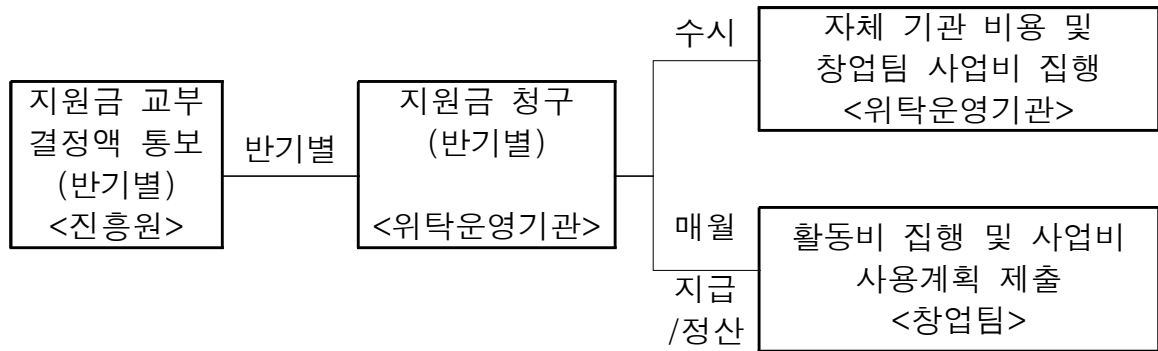 지원금 교부
결정액 통보
(반기별)
<진흥원>
반기별
지원금 청구
(반기별)
<위탁운영기관>
수시
자체 기관 비용 및
창업팀 사업비 집행
<위탁운영기관>
매월
지급
/정산
활동비 집행 및 사업비
사용계획 제출
<창업팀>